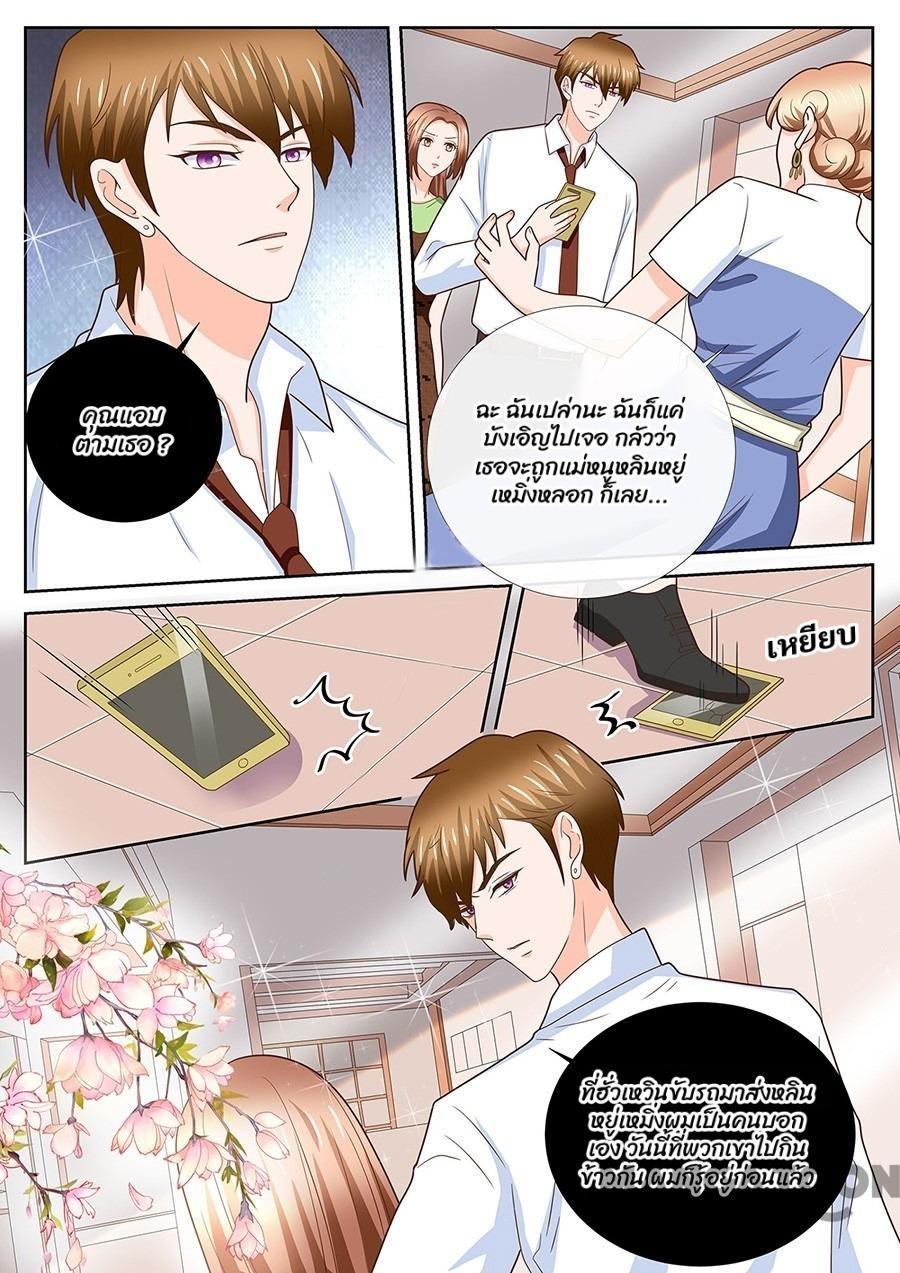 คุณแอบ
ตามเธอ ?
ฉะ ฉันเปล่านะ ฉันก็แค่
บังเอิญไปเจอ กลัวว่า
เธอจะถูกแม่หนูหลินหยู่
เหมิ่งหลอก ก็เลย...
เหยียบ
ที่ฮั่วเหวินขับรถมาส่งหลิน
หยู่เหมิ่งผมเป็นคนบอก
เอง วันนี้ที่พวกเขาไปกิน
ข้าวกัน ผมก็รู้อยู่ก่อนแล้ว